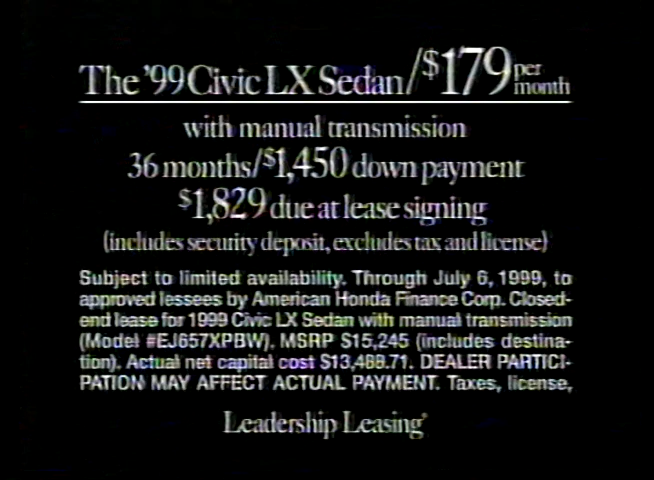 The '99 Civic LX Sedan/$179 per month
with manual transmission
36 months/$1,450 down payment
$1,829 due at lease signing
(includes security deposit, excludes tax and license)
Subject to limited availability. Through July 6, 1999, to
approved lessees by American Honda Finance Corp. Closed-
end lease for 1999 Civic LX Sedan with manual transmission
(Model #EJ657XPBW). MSRP $15,245 (includes destina-
tion). Actual net capital cost $13,488.71. DEALER PARTICI-
PATION MAY AFFECT ACTUAL PAYMENT. Taxes, license,
Leadership Leasing®